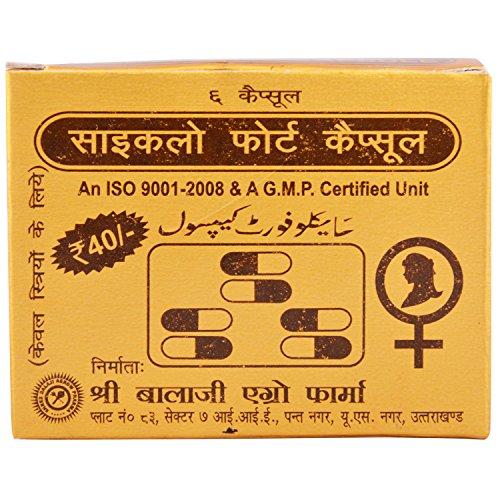 ६ कैप्सूल
साइकलो फोर्ट कैप्सूल
An ISO 9001-2008 & A G.M.P. Certified Unit
سائیکلو فورٹ کیپسول
(केवल स्त्रियों के लिये)
₹40/-
निर्माताः
श्री बालाजी एग्रो फार्मा
प्लाट नं० ८३, सेक्टर ७ आई.आई.ई., पन्त नगर, यू.एस. नगर, उत्तराखण्ड